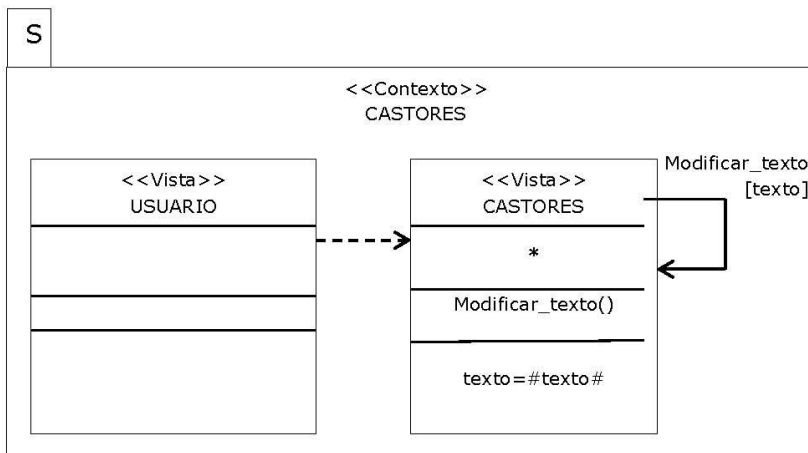 S
<<Contexto>>
CASTORES
<<Vista>>
USUARIO
<<Vista>>
CASTORES
Modificar_texto
[texto]
*
Modificar_texto()
texto=#texto#